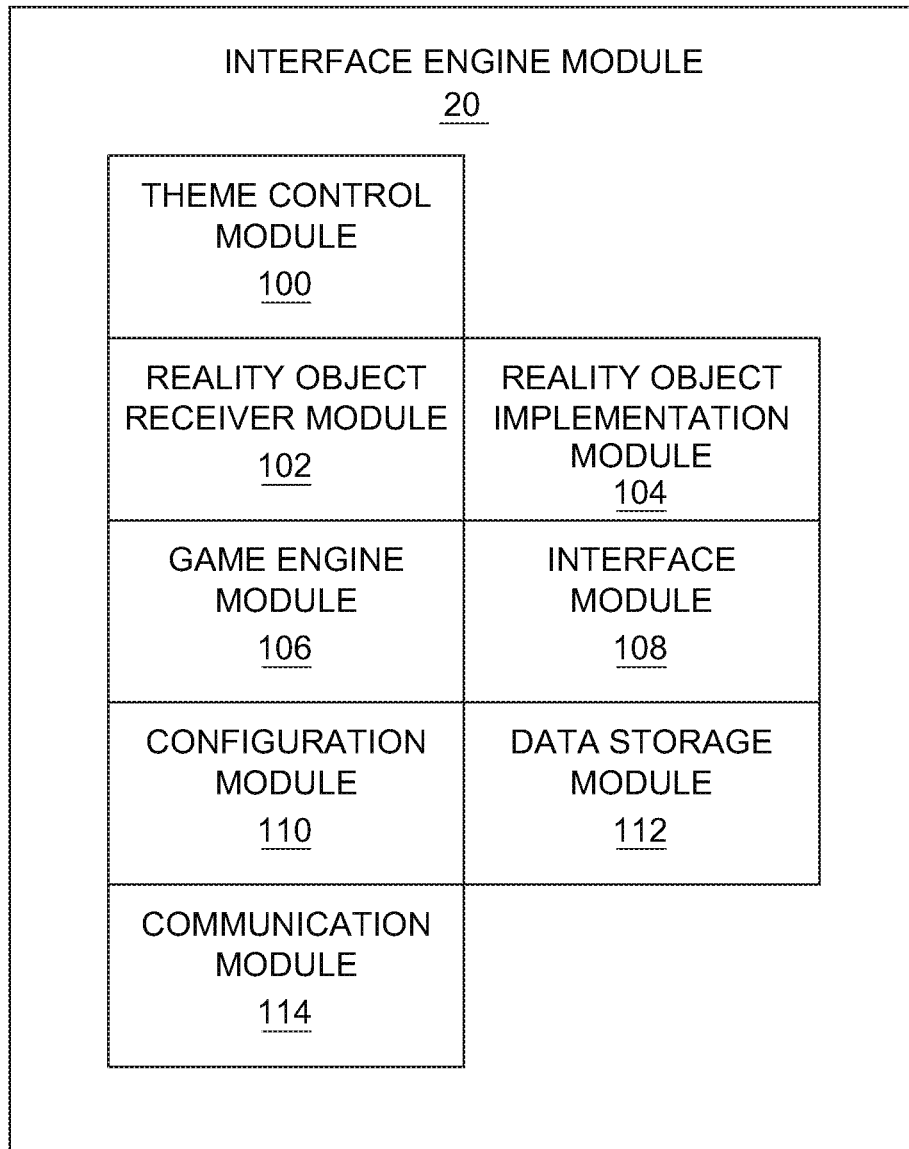 INTERFACE ENGINE MODULE
20
THEME CONTROL
MODULE
100
REALITY OBJECT
RECEIVER MODULE
102
REALITY OBJECT
IMPLEMENTATION
MODULE
104
GAME ENGINE
MODULE
106
INTERFACE
MODULE
108
CONFIGURATION
MODULE
110
DATA STORAGE
MODULE
112
COMMUNICATION
MODULE
114